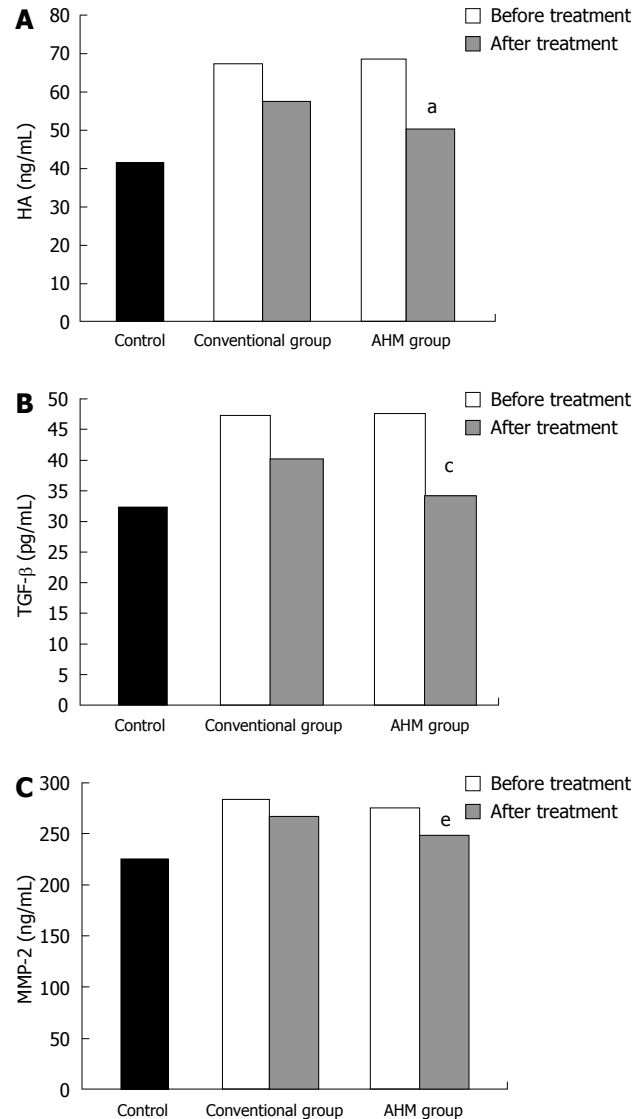 A
Before treatment
After treatment
HA (ng/mL)
80
70
60
50
40
30
20
10
0
a
Control
Conventional group
AHM group
B
Before treatment
After treatment
TGF-β (pg/mL)
50
45
40
35
30
25
20
15
10
5
0
c
Control
Conventional group
AHM group
C
Before treatment
After treatment
MMP-2 (ng/mL)
300
250
200
150
100
50
0
e
Control
Conventional group
AHM group